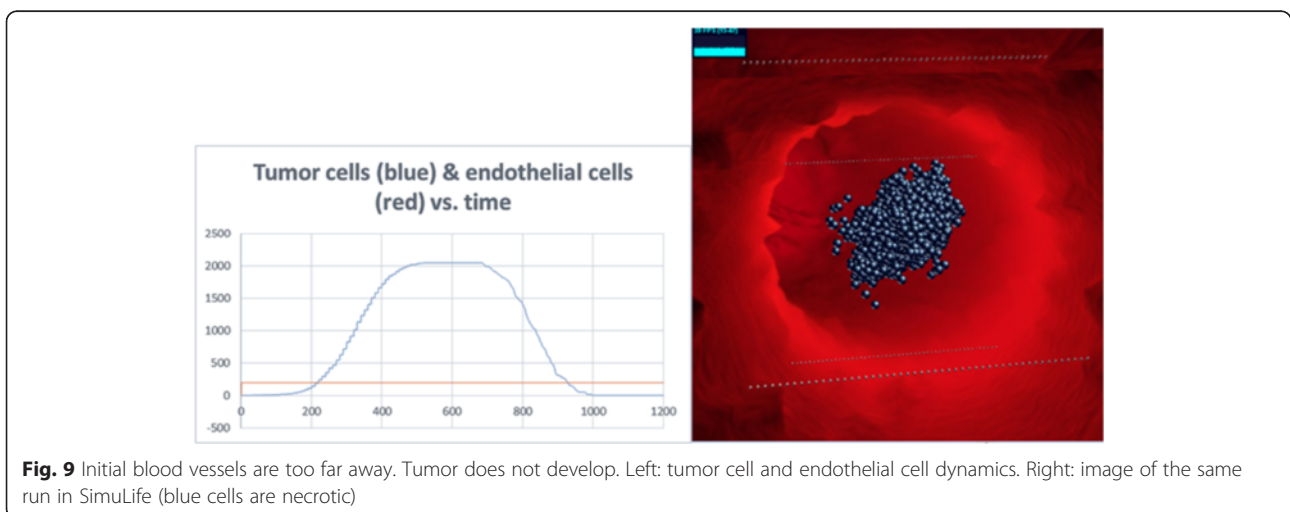 Tumor cells (blue) & endothelial cells
(red) vs. time
2500
2000
1500
1000
500
0
-500
0 200 400 600 800 1000 1200
Fig. 9 Initial blood vessels are too far away. Tumor does not develop. Left: tumor cell and endothelial cell dynamics. Right: image of the same
run in SimuLife (blue cells are necrotic)